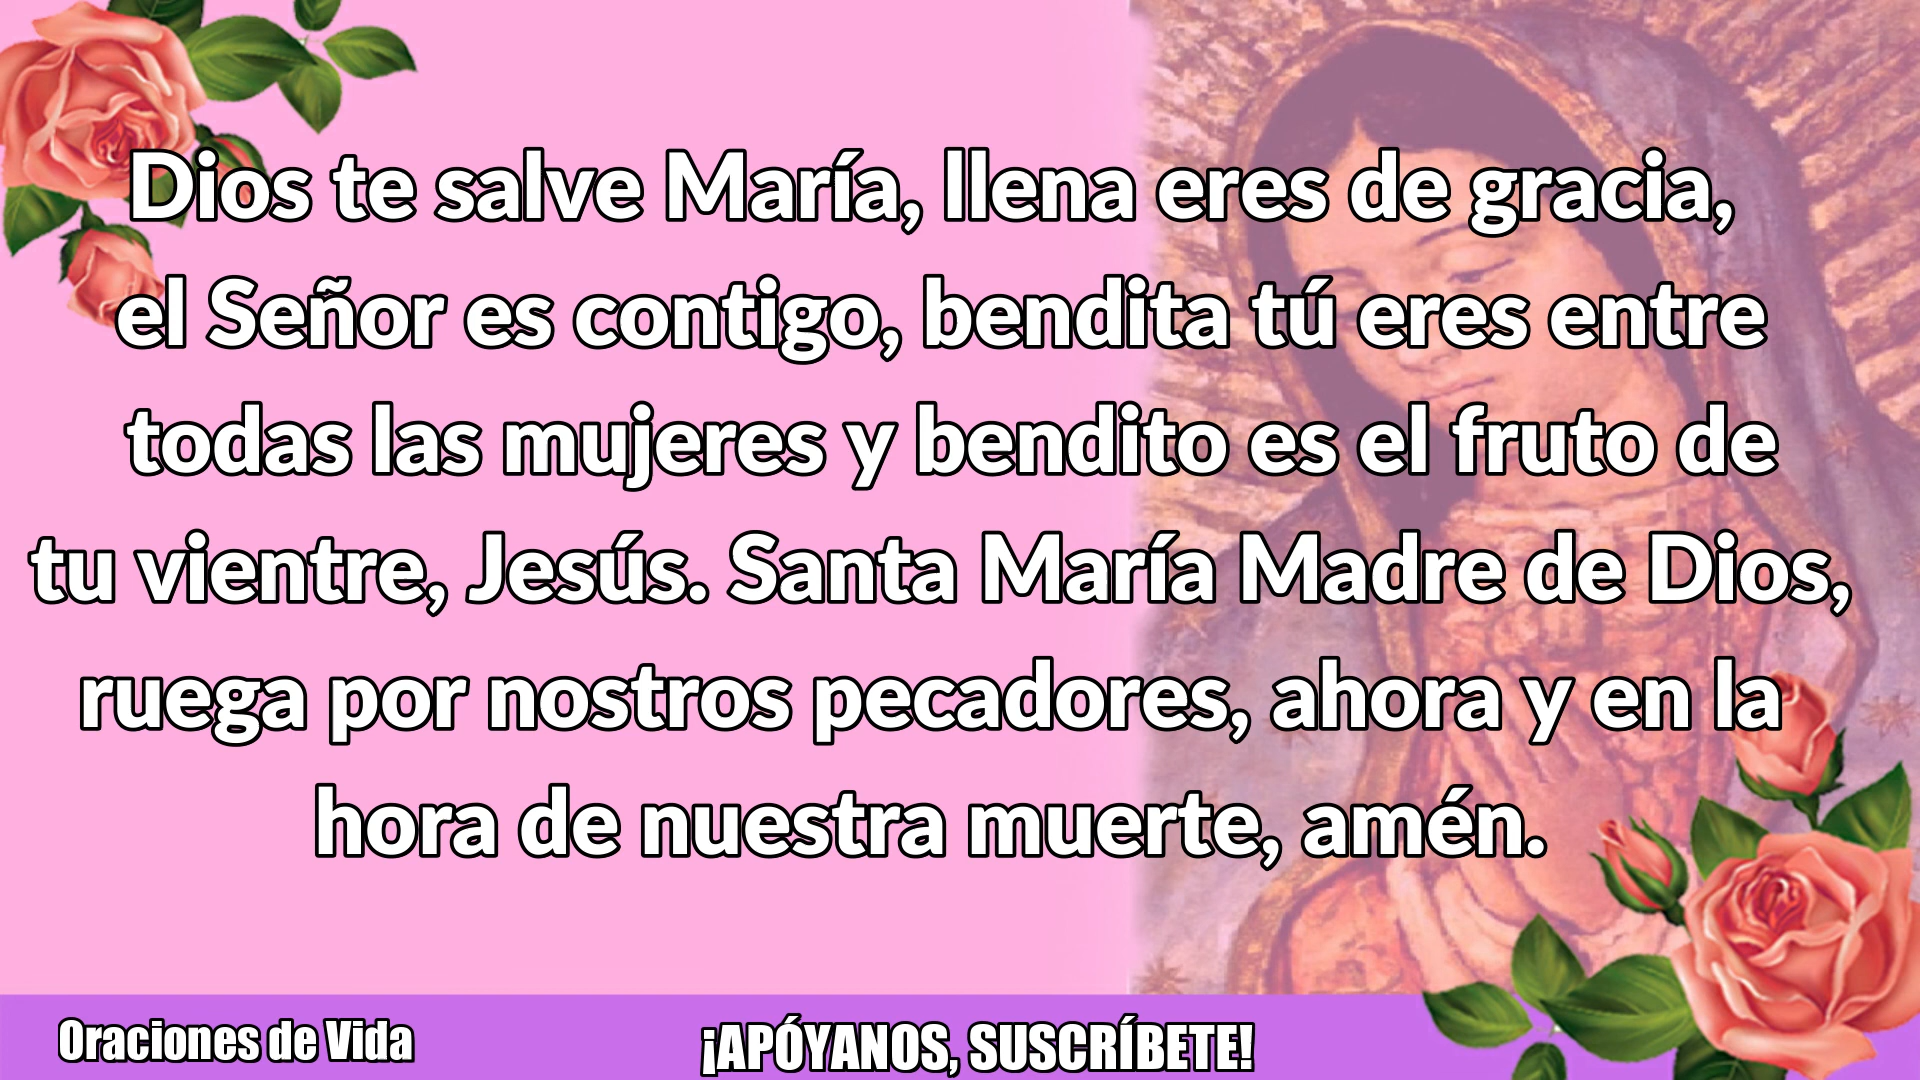 Dios te salve María, llena eres de gracia,
el Señor es contigo, bendita tú eres entre
todas las mujeres y bendito es el fruto de
tu vientre, Jesús. Santa María Madre de Dios,
ruega por nostros pecadores, ahora y en la
hora de nuestra muerte, amén.
Oraciones de Vida
¡APÓYANOS, SUSCRÍBETE!